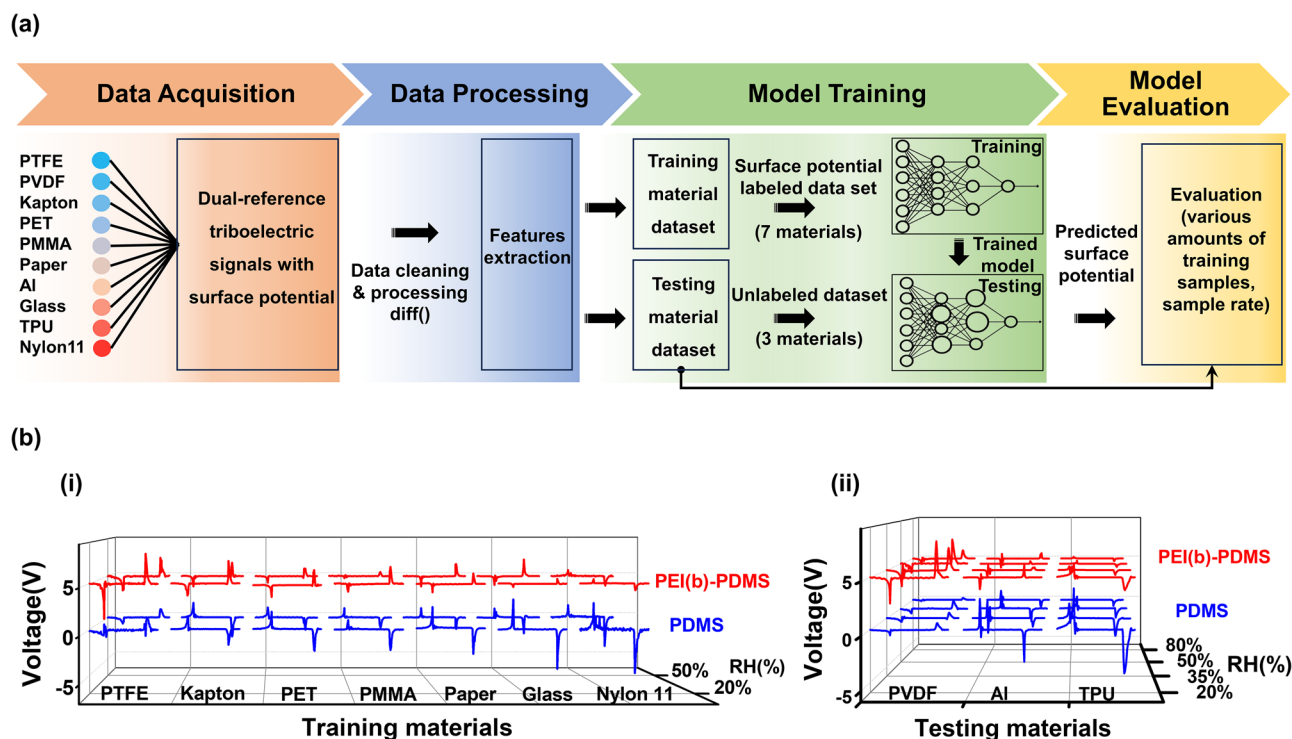 (a)
Data Acquisition
Data Processing
Model Training
Model
Evaluation
PTFE
PVDF
Kapton
PET
PMMA
Paper
Al
Glass
TPU
Nylon11
Dual-reference
triboelectric
signals with
surface potential
Data cleaning
& processing
diff()
Features
extraction
Training
material
dataset
Testing
material
dataset
Surface potential
labeled data set
(7 materials)
Unlabeled dataset
(3 materials)
Training
Trained
model
Testing
Predicted
surface
potential
Evaluation
(various
amounts of
training
samples,
sample rate)
(b)
(i)
Voltage(V)
5
0
-5
PEI(b)-PDMS
PDMS
50%
20%
RH(%)
PTFE Kapton PET PMMA Paper Glass Nylon 11
Training materials
(ii)
Voltage(V)
5
0
-5
PEI(b)-PDMS
PDMS
80%
50%
35%
20%
RH(%)
PVDF Al TPU
Testing materials